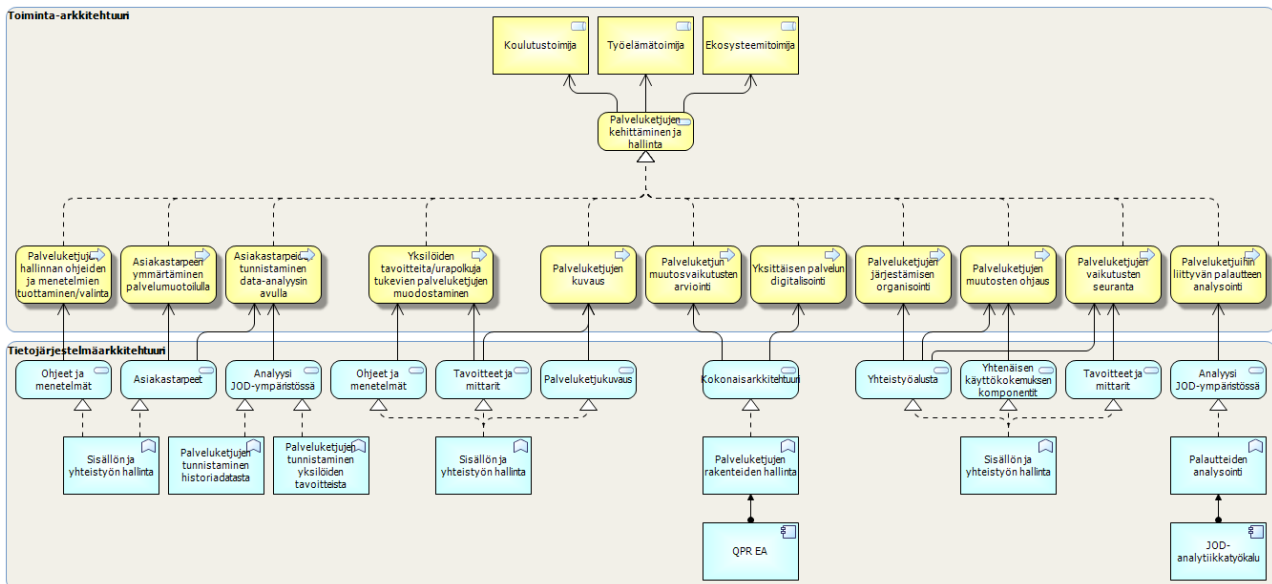 Toiminta-arkkitehtuuri
Koulutustoimija
Työelämätoimija
Ekosysteemitoimija
Palveluketjujen
kehittäminen ja
hallinta
Palveluketjujen
hallinnan ohjeiden
ja menetelmien
tuottaminen/valinta
Asiakastarpeen
ymmärtäminen
palvelumuotoilulla
Asiakastarpeiden
tunnistaminen
data-analyysin
avulla
Yksilöiden
tavoitteita/urapolkuja
tukevien palveluketjujen
muodostaminen
Palveluketjujen
kuvaus
Palveluketjun
muutosvaikutusten
arviointi
Yksittäisen palvelun
digitalisointi
Palveluketjujen
järjestämisen
organisointi
Palveluketjujen
muutosten ohjaus
Palveluketjujen
vaikutusten
seuranta
Palveluketjuihin
liittyvän palautteen
analysointi
Tietojärjestelmäarkkitehtuuri
Ohjeet ja
menetelmät
Asiakastarpeet
Analyysi
JOD-ympäristössä
Ohjeet ja
menetelmät
Tavoitteet ja
mittarit
Palveluketjukuvaus
Kokonaisarkkitehtuuri
Yhteistyöalusta
Yhtenäisen
käyttökokemuksen
komponentit
Tavoitteet ja
mittarit
Analyysi
JOD-ympäristössä
Sisällön ja
yhteistyön hallinta
Palveluketjujen
tunnistaminen
historiadatasta
Palveluketjujen
tunnistaminen
yksilöiden
tavoitteista
Sisällön ja
yhteistyön hallinta
Palveluketjujen
rakenteiden hallinta
Sisällön ja
yhteistyön hallinta
Palautteiden
analysointi
QPR EA
JOD-
analytiikkatyökalu